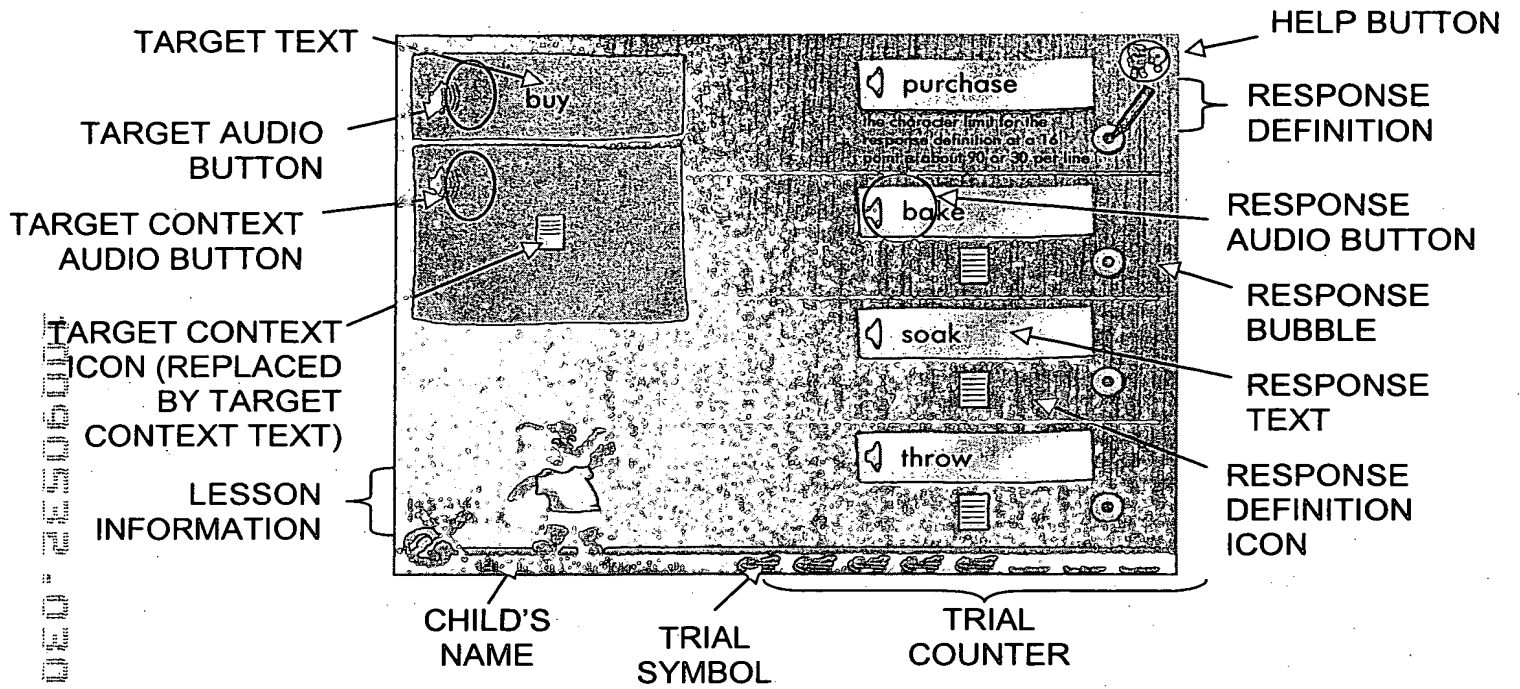 HELP BUTTON
TARGET TEXT
buy
purchase
TARGET AUDIO
BUTTON
the character limit for the
response definition at a 16
point is about 90 or 30 per line
RESPONSE
DEFINITION
TARGET CONTEXT
AUDIO BUTTON
bake
RESPONSE
AUDIO BUTTON
TARGET CONTEXT
ICON (REPLACED
BY TARGET
CONTEXT TEXT)
RESPONSE
BUBBLE
soak
RESPONSE
TEXT
throw
LESSON
INFORMATION
RESPONSE
DEFINITION
ICON
CHILD'S
NAME
TRIAL
SYMBOL
TRIAL
COUNTER